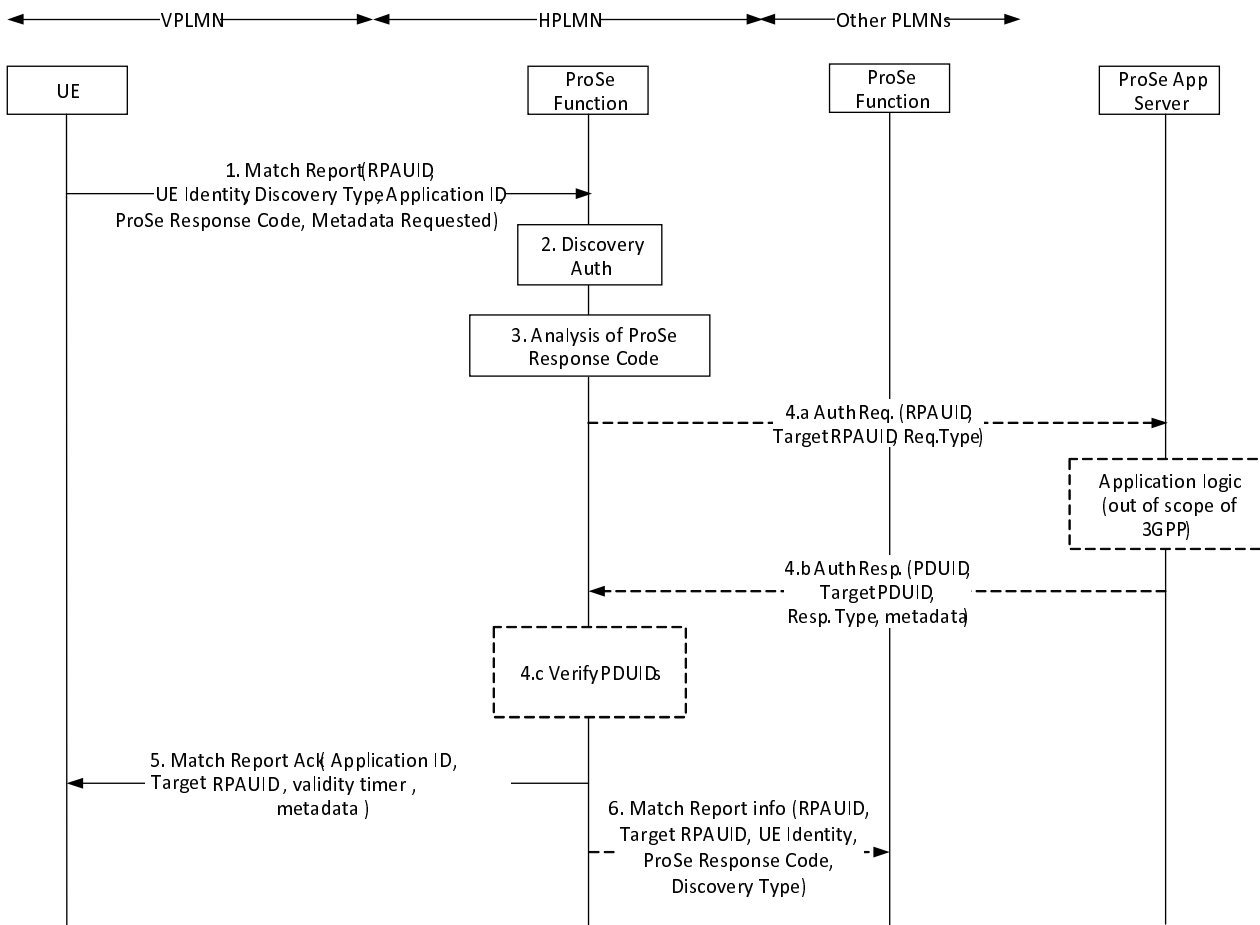 VPLMN
HPLMN
Other PLMNs
UE
ProSe
Function
ProSe
Function
ProSe App
Server
1. Match Report(RPAUID,
UE Identity, Discovery Type, Application ID,
ProSe Response Code, Metadata Requested)
2. Discovery
Auth
3. Analysis of ProSe
Response Code
4.a Auth Req. (RPAUID,
Target RPAUID, Req.Type)
Application logic
(out of scope of
3GPP)
4.b Auth Resp. (PDUID,
Target PDUID,
Resp. Type, metadata)
4.c Verify PDUIDs
5. Match Report Ack( Application ID,
Target RPAUID, validity timer ,
metadata )
6. Match Report info (RPAUID,
Target RPAUID, UE Identity,
ProSe Response Code,
Discovery Type)